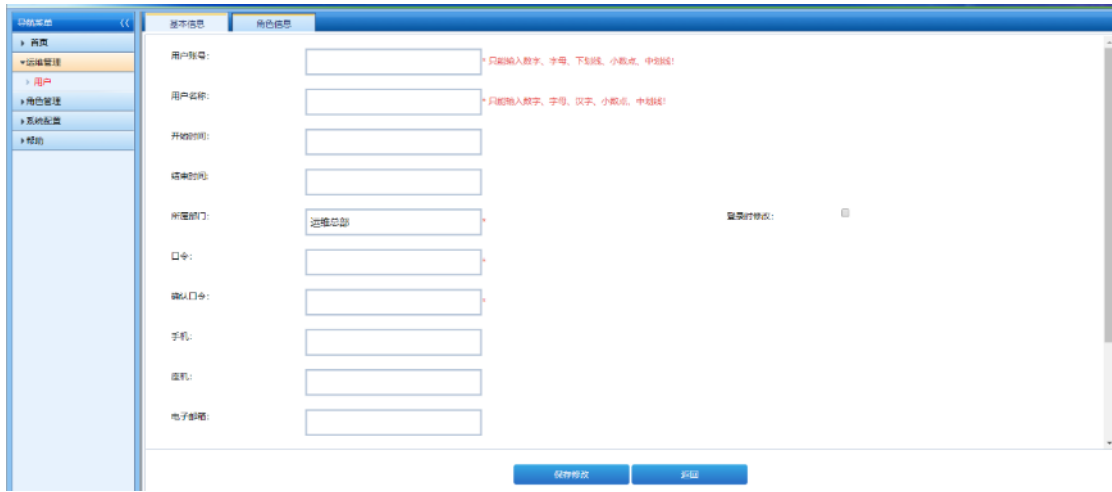 导航菜单
首页
运维管理
用户
角色管理
系统配置
帮助
基本信息 角色信息
用户账号: * 只能输入数字、字母、下划线、小数点、中划线!
用户名称: * 只能输入数字、字母、汉字、小数点、中划线!
开始时间:
结束时间:
所属部门: 运维总部 * 登录时修改:
口令: *
确认口令: *
手机:
座机:
电子邮箱:
保存修改 返回